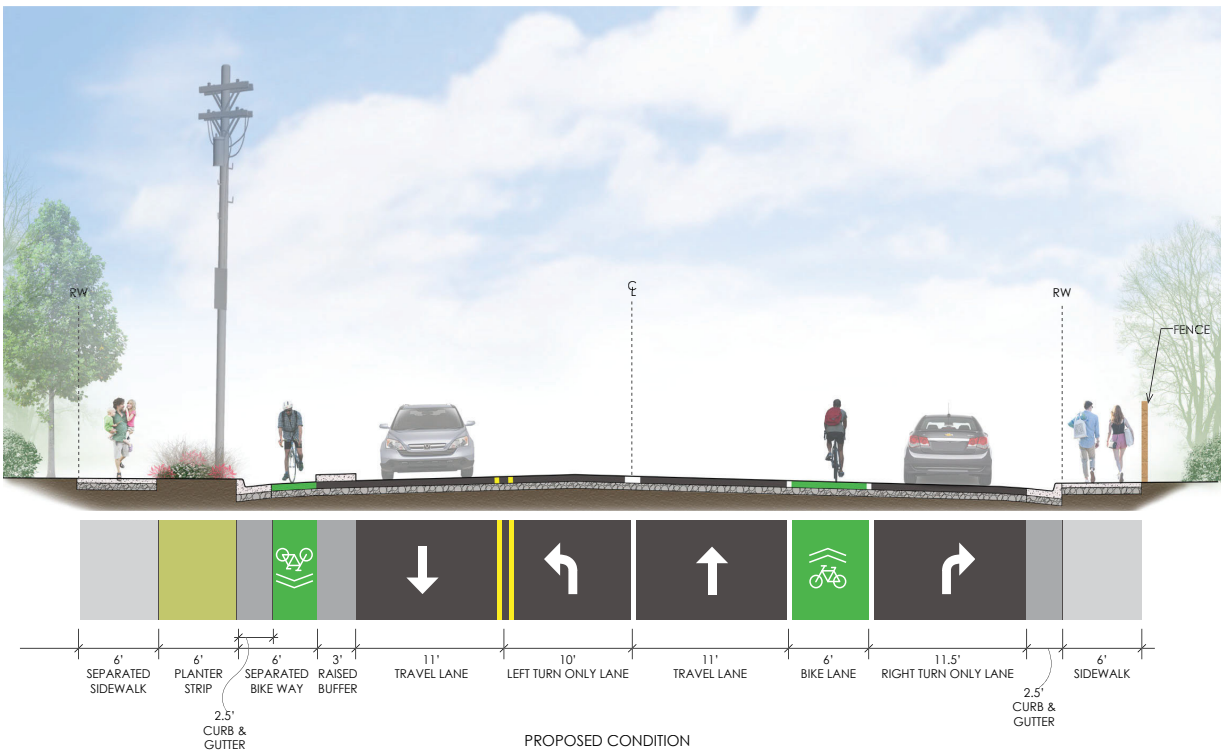 RW
℄
RW
FENCE
6’
SEPARATED
SIDEWALK
6’
PLANTER
STRIP
6’
SEPARATED
BIKE WAY
3’
RAISED
BUFFER
11’
TRAVEL LANE
10’
LEFT TURN ONLY LANE
11’
TRAVEL LANE
6’
BIKE LANE
11.5’
RIGHT TURN ONLY LANE
6’
SIDEWALK
2.5’
CURB &
GUTTER
2.5’
CURB &
GUTTER
PROPOSED CONDITION